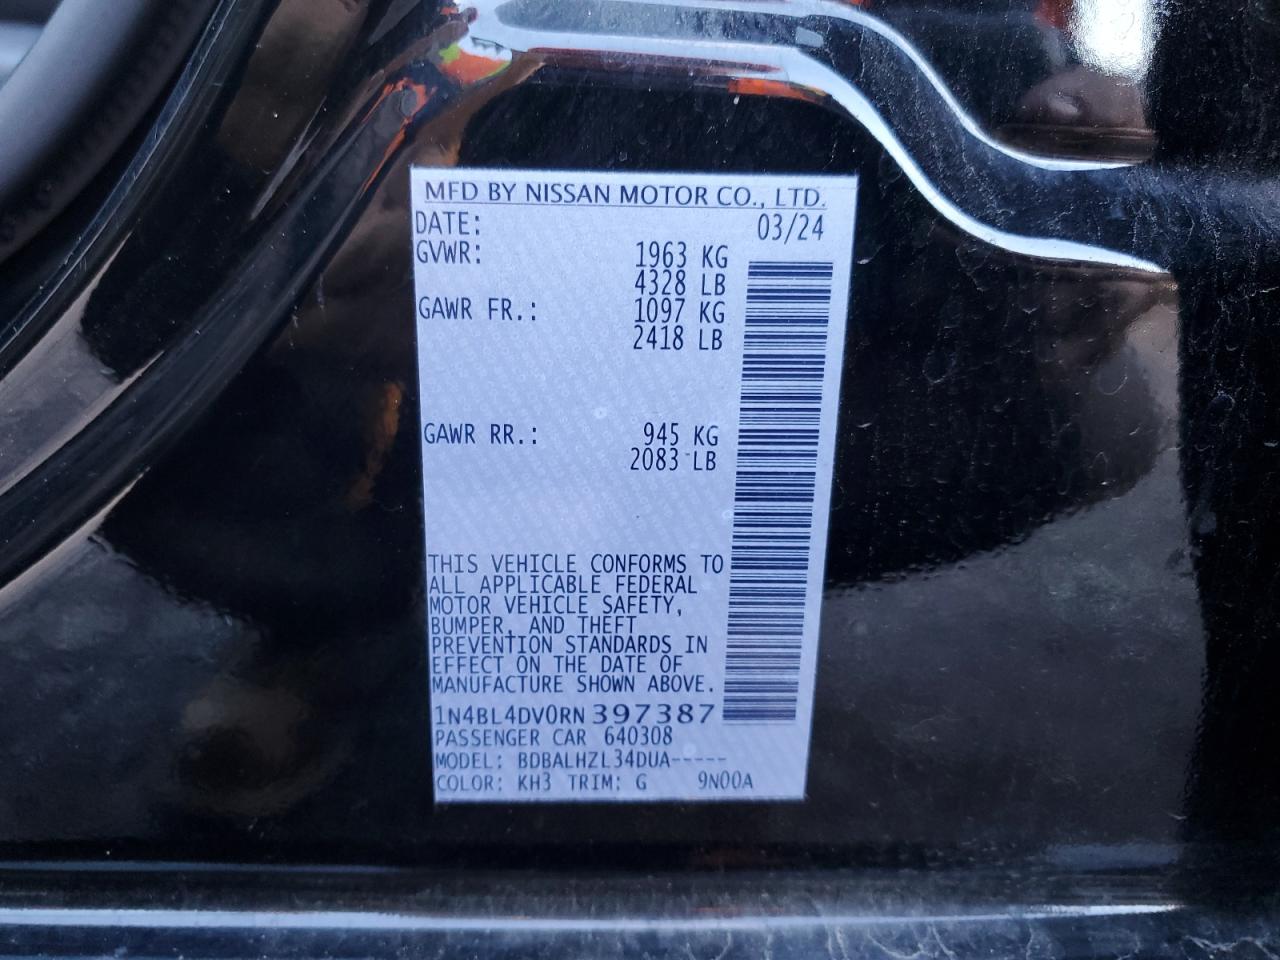 MFD BY NISSAN MOTOR CO., LTD.
DATE: 03/24
GVWR: 1963 KG
4328 LB
GAWR FR.: 1097 KG
2418 LB
GAWR RR.: 945 KG
2083 LB
THIS VEHICLE CONFORMS TO
ALL APPLICABLE FEDERAL
MOTOR VEHICLE SAFETY,
BUMPER, AND THEFT
PREVENTION STANDARDS IN
EFFECT ON THE DATE OF
MANUFACTURE SHOWN ABOVE.
1N4BL4DV0RN397387
PASSENGER CAR 640308
MODEL: BDBALHZL34DUA-----
COLOR: KH3 TRIM: G 9N00A